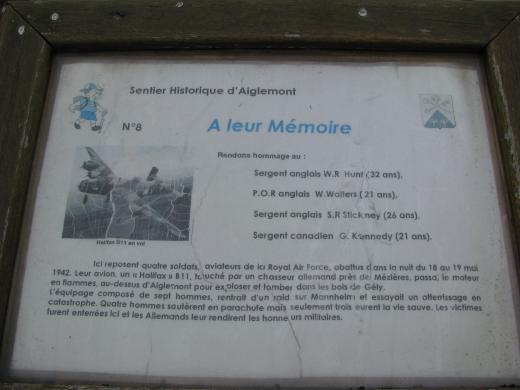 Sentier Historique d'Aiglemont
N°8
A leur Mémoire
Rendons hommage au :
Sergent anglais W.R Hunt (32 ans),
P.O.R anglais W.Walters ( 21 ans),
Sergent anglais S.R Stickney (26 ans),
Sergent canadien G. Kennedy (21 ans).
Halifax B11 en vol
Ici reposent quatre soldats, aviateurs de la Royal Air Force, abattus dans la nuit du 18 au 19 mai
1942. Leur avion, un « Halifax » B11, touché par un chasseur allemand près de Mézières, passa, le moteur
en flammes, au-dessus d'Aiglemont pour exploser et tomber dans les bois de Gély.
L'équipage composé de sept hommes, rentrait d'un raid sur Mannheim et essayait un atterrissage en
catastrophe. Quatre hommes sautèrent en parachute mais seulement trois eurent la vie sauve. Les victimes
furent enterrées ici et les Allemands leur rendirent les honneurs militaires.